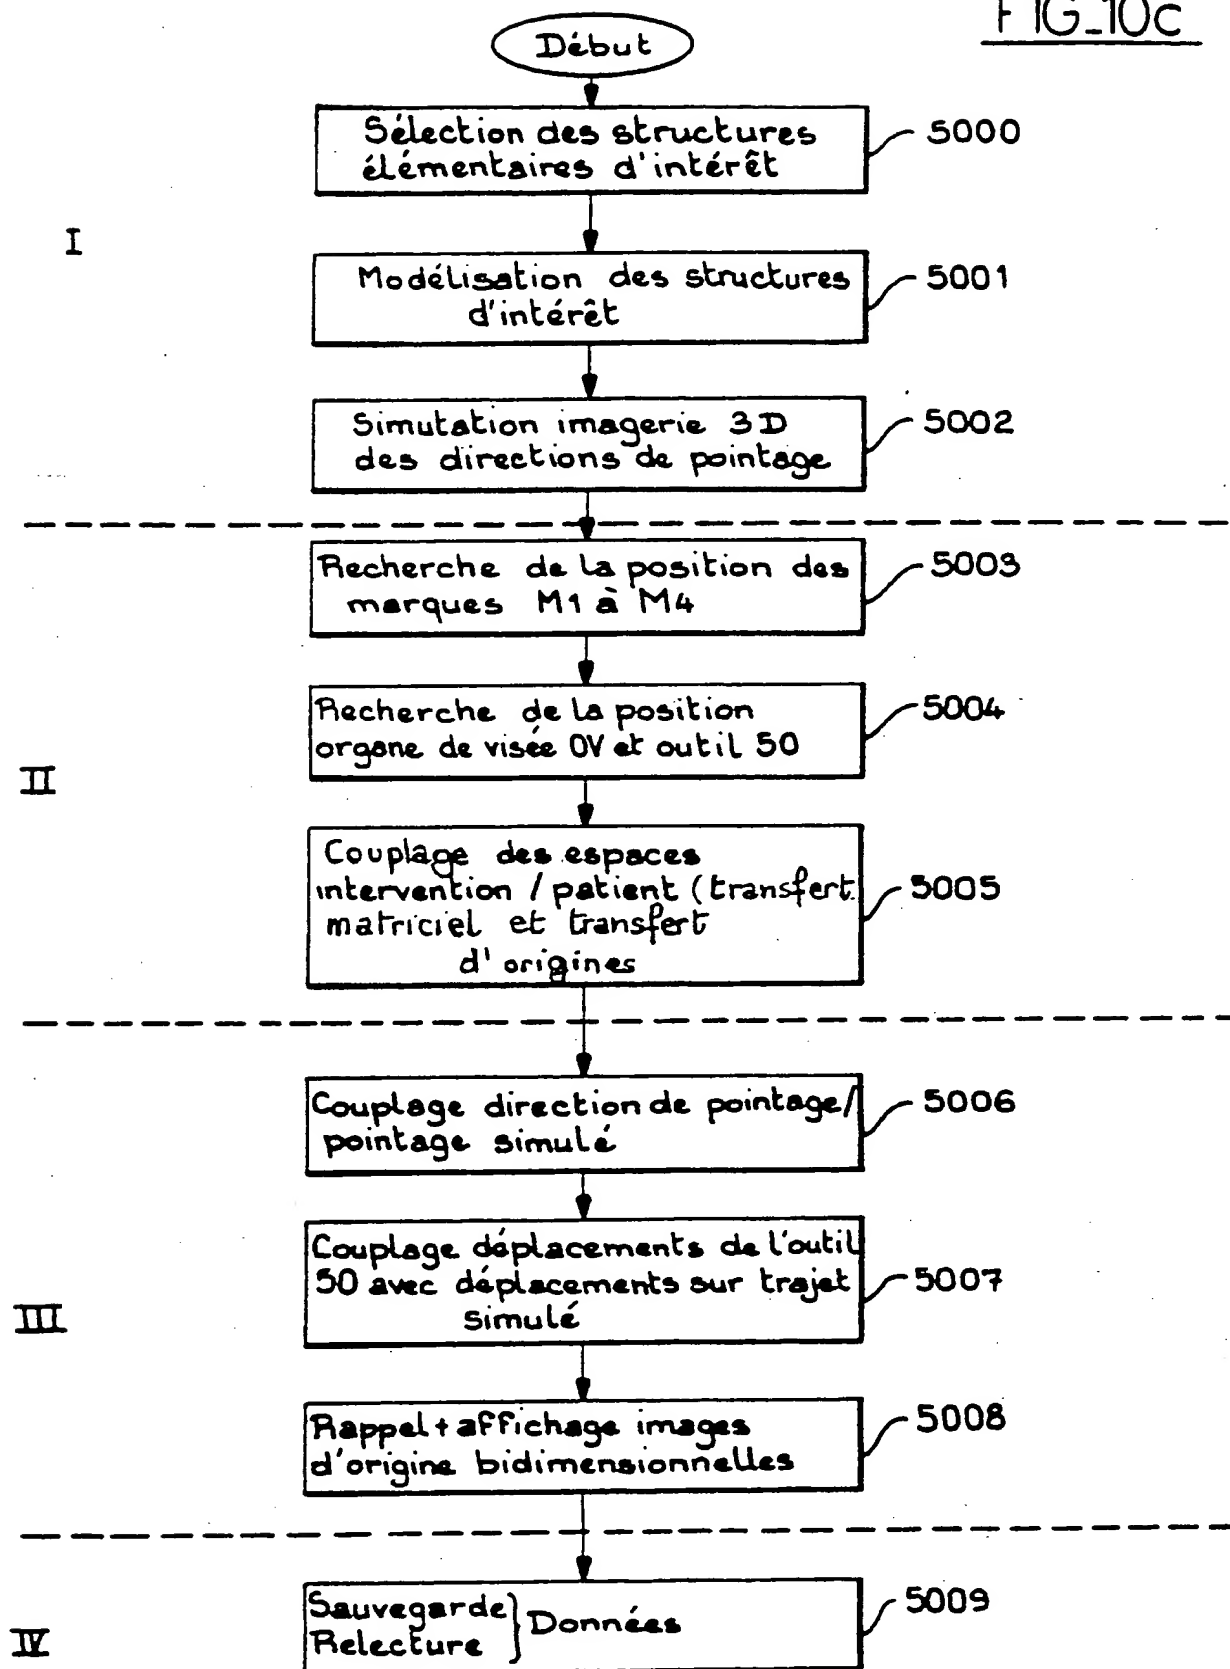 FIG_10c
Début
Sélection des structures
élémentaires d'intérêt
5000
I
Modélisation des structures
d'intérêt
5001
Simutation imagerie 3D
des directions de pointage
5002
Recherche de la position des
marques M1 à M4
5003
Recherche de la position
organe de visée OV et outil 50
5004
II
Couplage des espaces
intervention / patient (transfert
matriciel et transfert
d'origines
5005
Couplage direction de pointage/
pointage simulé
5006
Couplage déplacements de l'outil
50 avec déplacements sur trajet
simulé
5007
III
Rappel + affichage images
d'origine bidimensionnelles
5008
Sauvegarde
Relecture
} Données
5009
IV